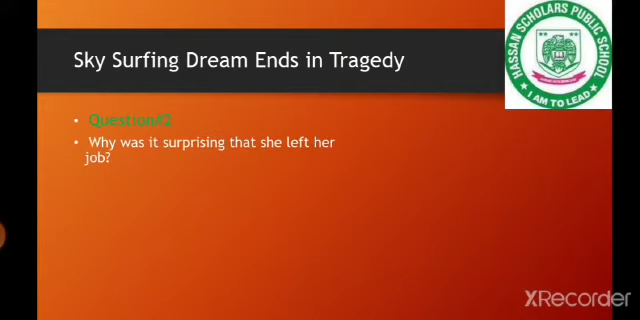 Sky Surfing Dream Ends in Tragedy
HASSAN SCHOLARS PUBLIC SCHOOL
I AM TO LEAD
• Question#2
• Why was it surprising that she left her
job?
XRecorder